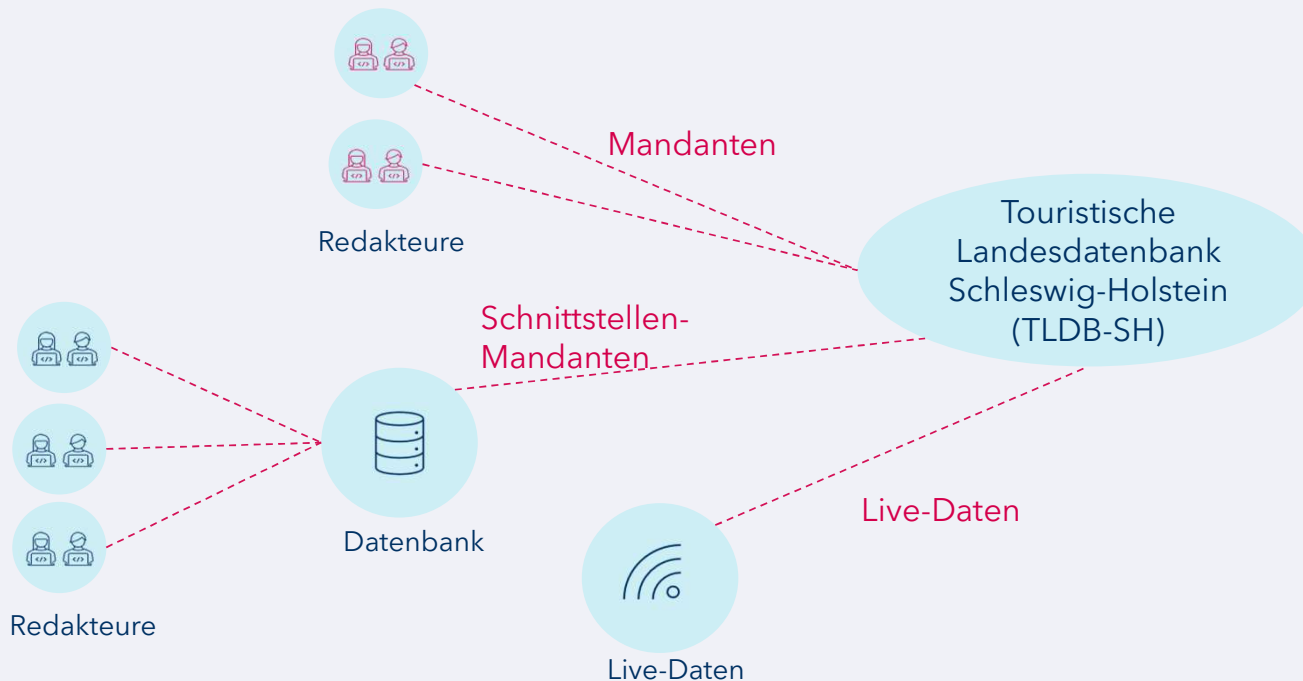 Mandanten
Redakteure
Touristische
Landesdatenbank
Schleswig-Holstein
(TLDB-SH)
Schnittstellen-
Mandanten
Datenbank
Redakteure
Live-Daten
Live-Daten